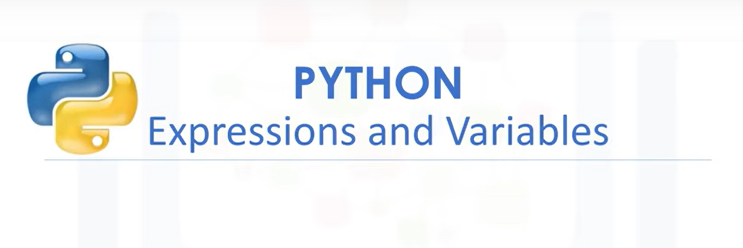 PYTHON
Expressions and Variables